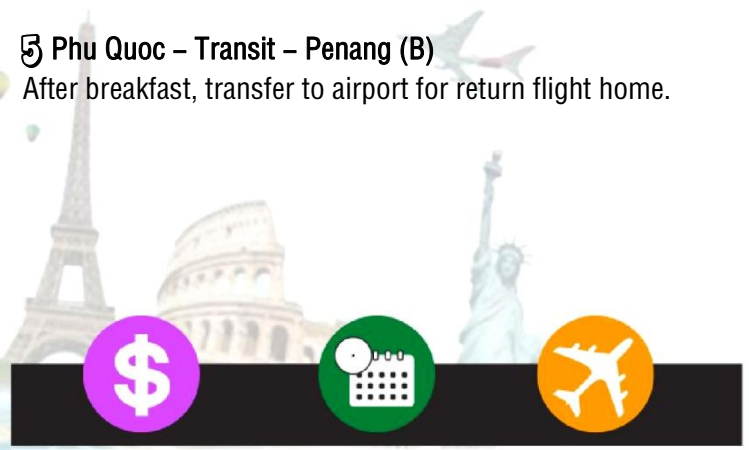 5 Phu Quoc – Transit – Penang (B)
After breakfast, transfer to airport for return flight home.
$